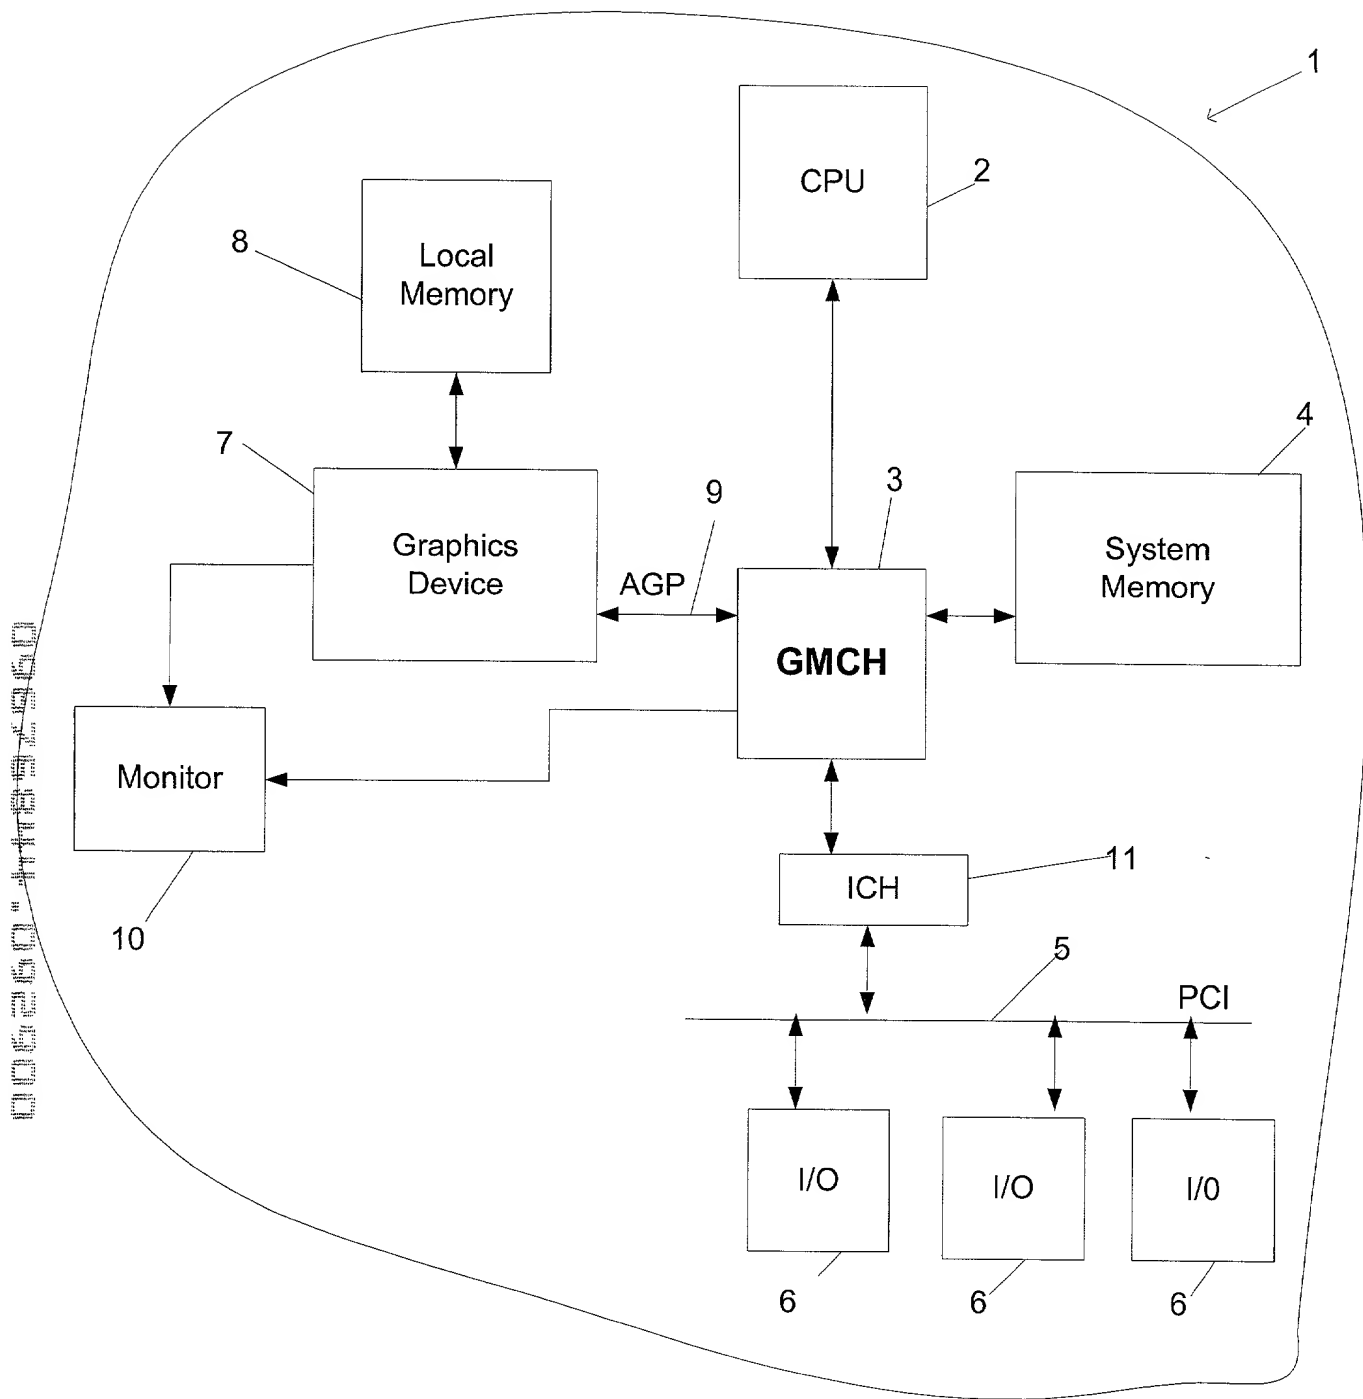 1
CPU
2
8
Local
Memory
7
9
3
4
Graphics
Device
AGP
System
Memory
GMCH
Monitor
10
ICH
11
5
PCI
I/O
I/O
I/0
6
6
6